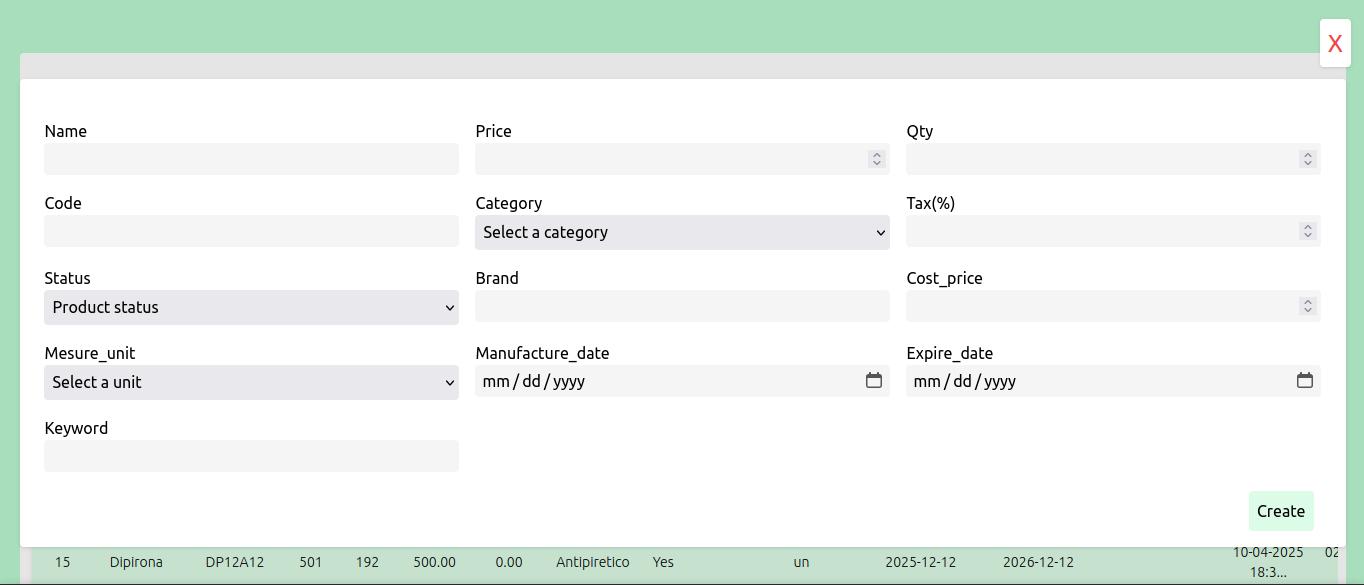 X
Name Price Qty
Code Category Tax(%)
Select a category
Status Brand Cost_price
Product status
Mesure_unit Manufacture_date Expire_date
Select a unit mm/dd/yyyy mm/dd/yyyy
Keyword
Create
15 Dipirona DP12A12 501 192 500.00 0.00 Antipiretico Yes un 2025-12-12 2026-12-12 10-04-2025 02
18:3...